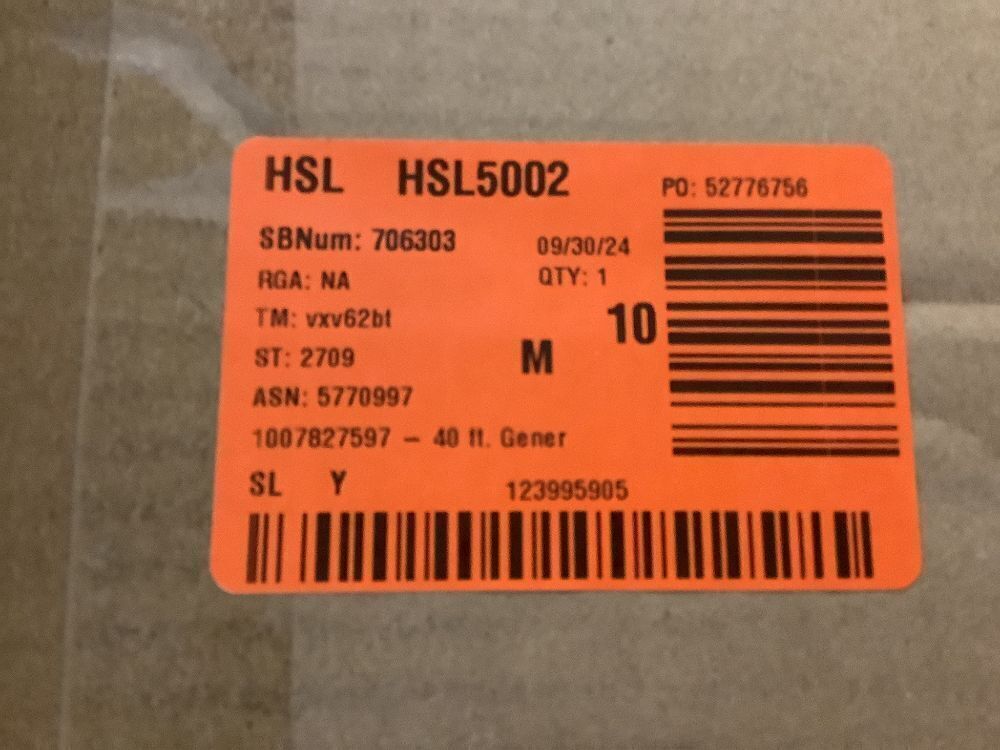 HSL HSL5002
PO: 52776756
SBNum: 706303
09/30/24
RGA: NA
QTY: 1
TM: vxv62bt
10
ST: 2709
M
ASN: 5770997
1007827597 – 40 ft. Gener
SL Y
123995905